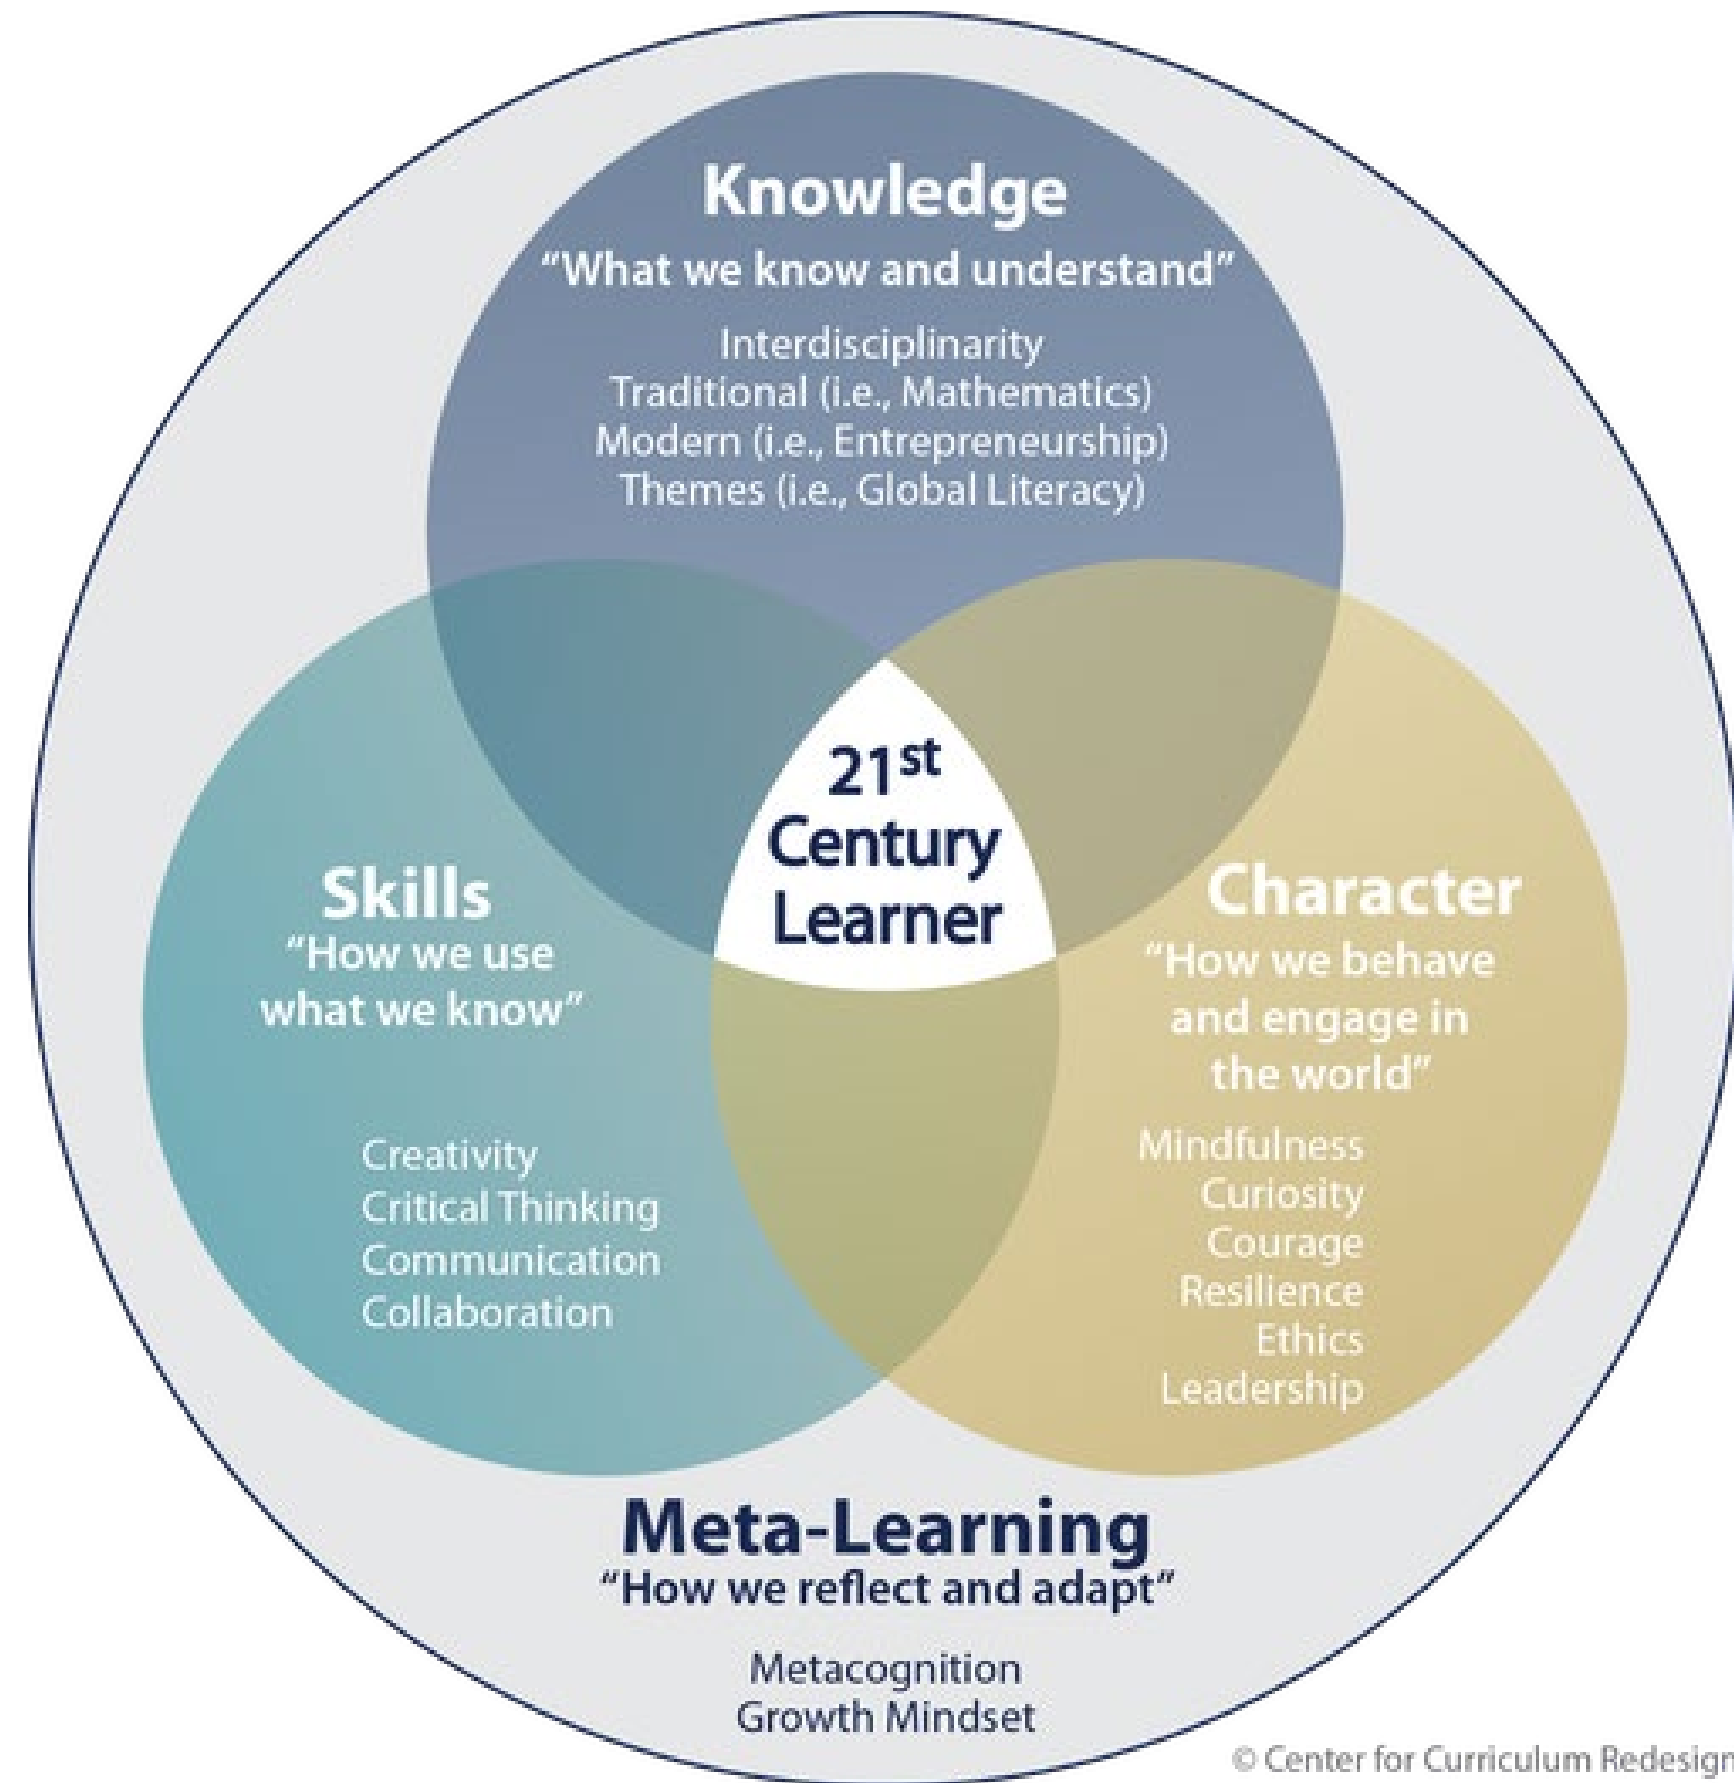 Knowledge
“What we know and understand”
Interdisciplinarity
Traditional (i.e., Mathematics)
Modern (i.e., Entrepreneurship)
Themes (i.e., Global Literacy)
21st
Century
Learner
Skills
“How we use
what we know”
Creativity
Critical Thinking
Communication
Collaboration
Character
“How we behave
and engage in
the world”
Mindfulness
Curiosity
Courage
Resilience
Ethics
Leadership
Meta-Learning
“How we reflect and adapt”
Metacognition
Growth Mindset
© Center for Curriculum Redesign